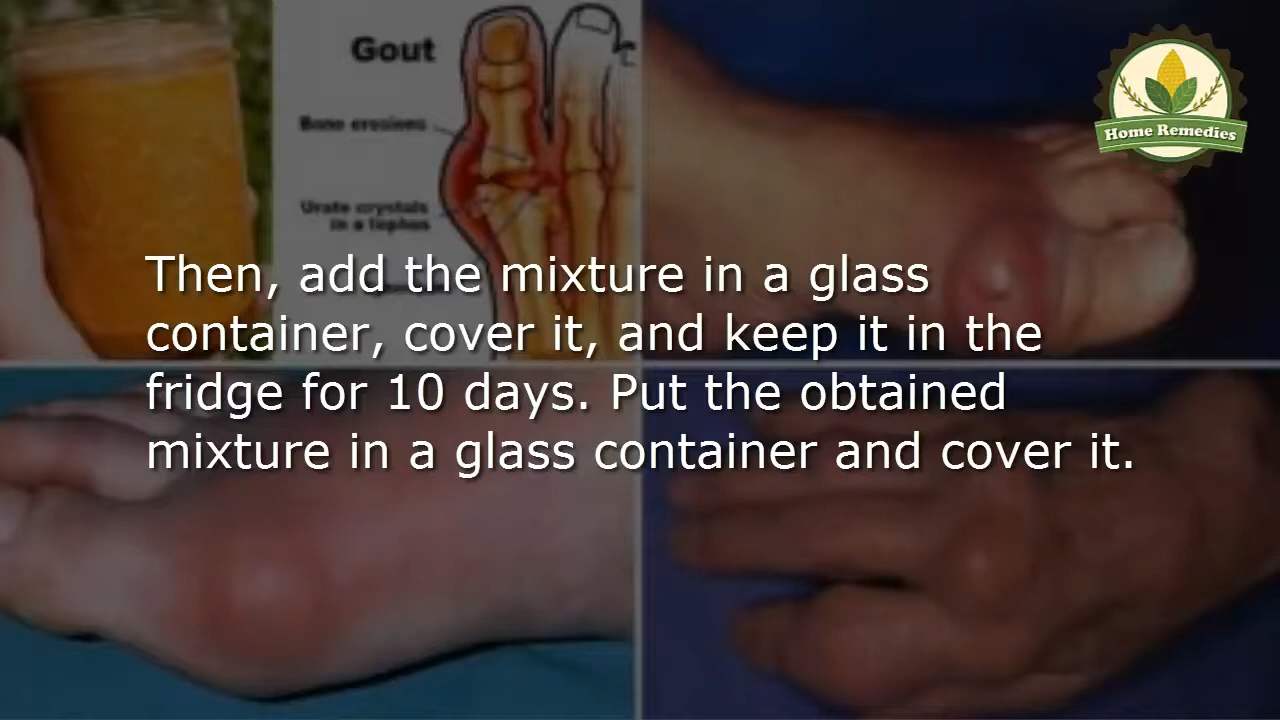 Gout
Bone erosions
Urate crystals
in a tophus
Home Remedies
Then, add the mixture in a glass
container, cover it, and keep it in the
fridge for 10 days. Put the obtained
mixture in a glass container and cover it.